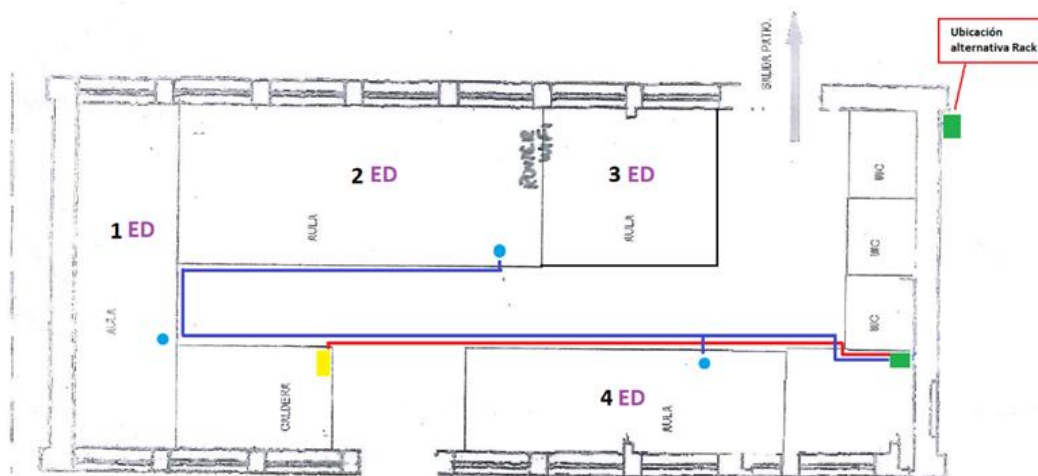 Ubicación
alternativa Rack
SALIDA PATIO.
ROUTER
WIFI
2 ED
3 ED
1 ED
AULA
AULA
AULA
WC
WC
WC
CALDERA
4 ED
AULA